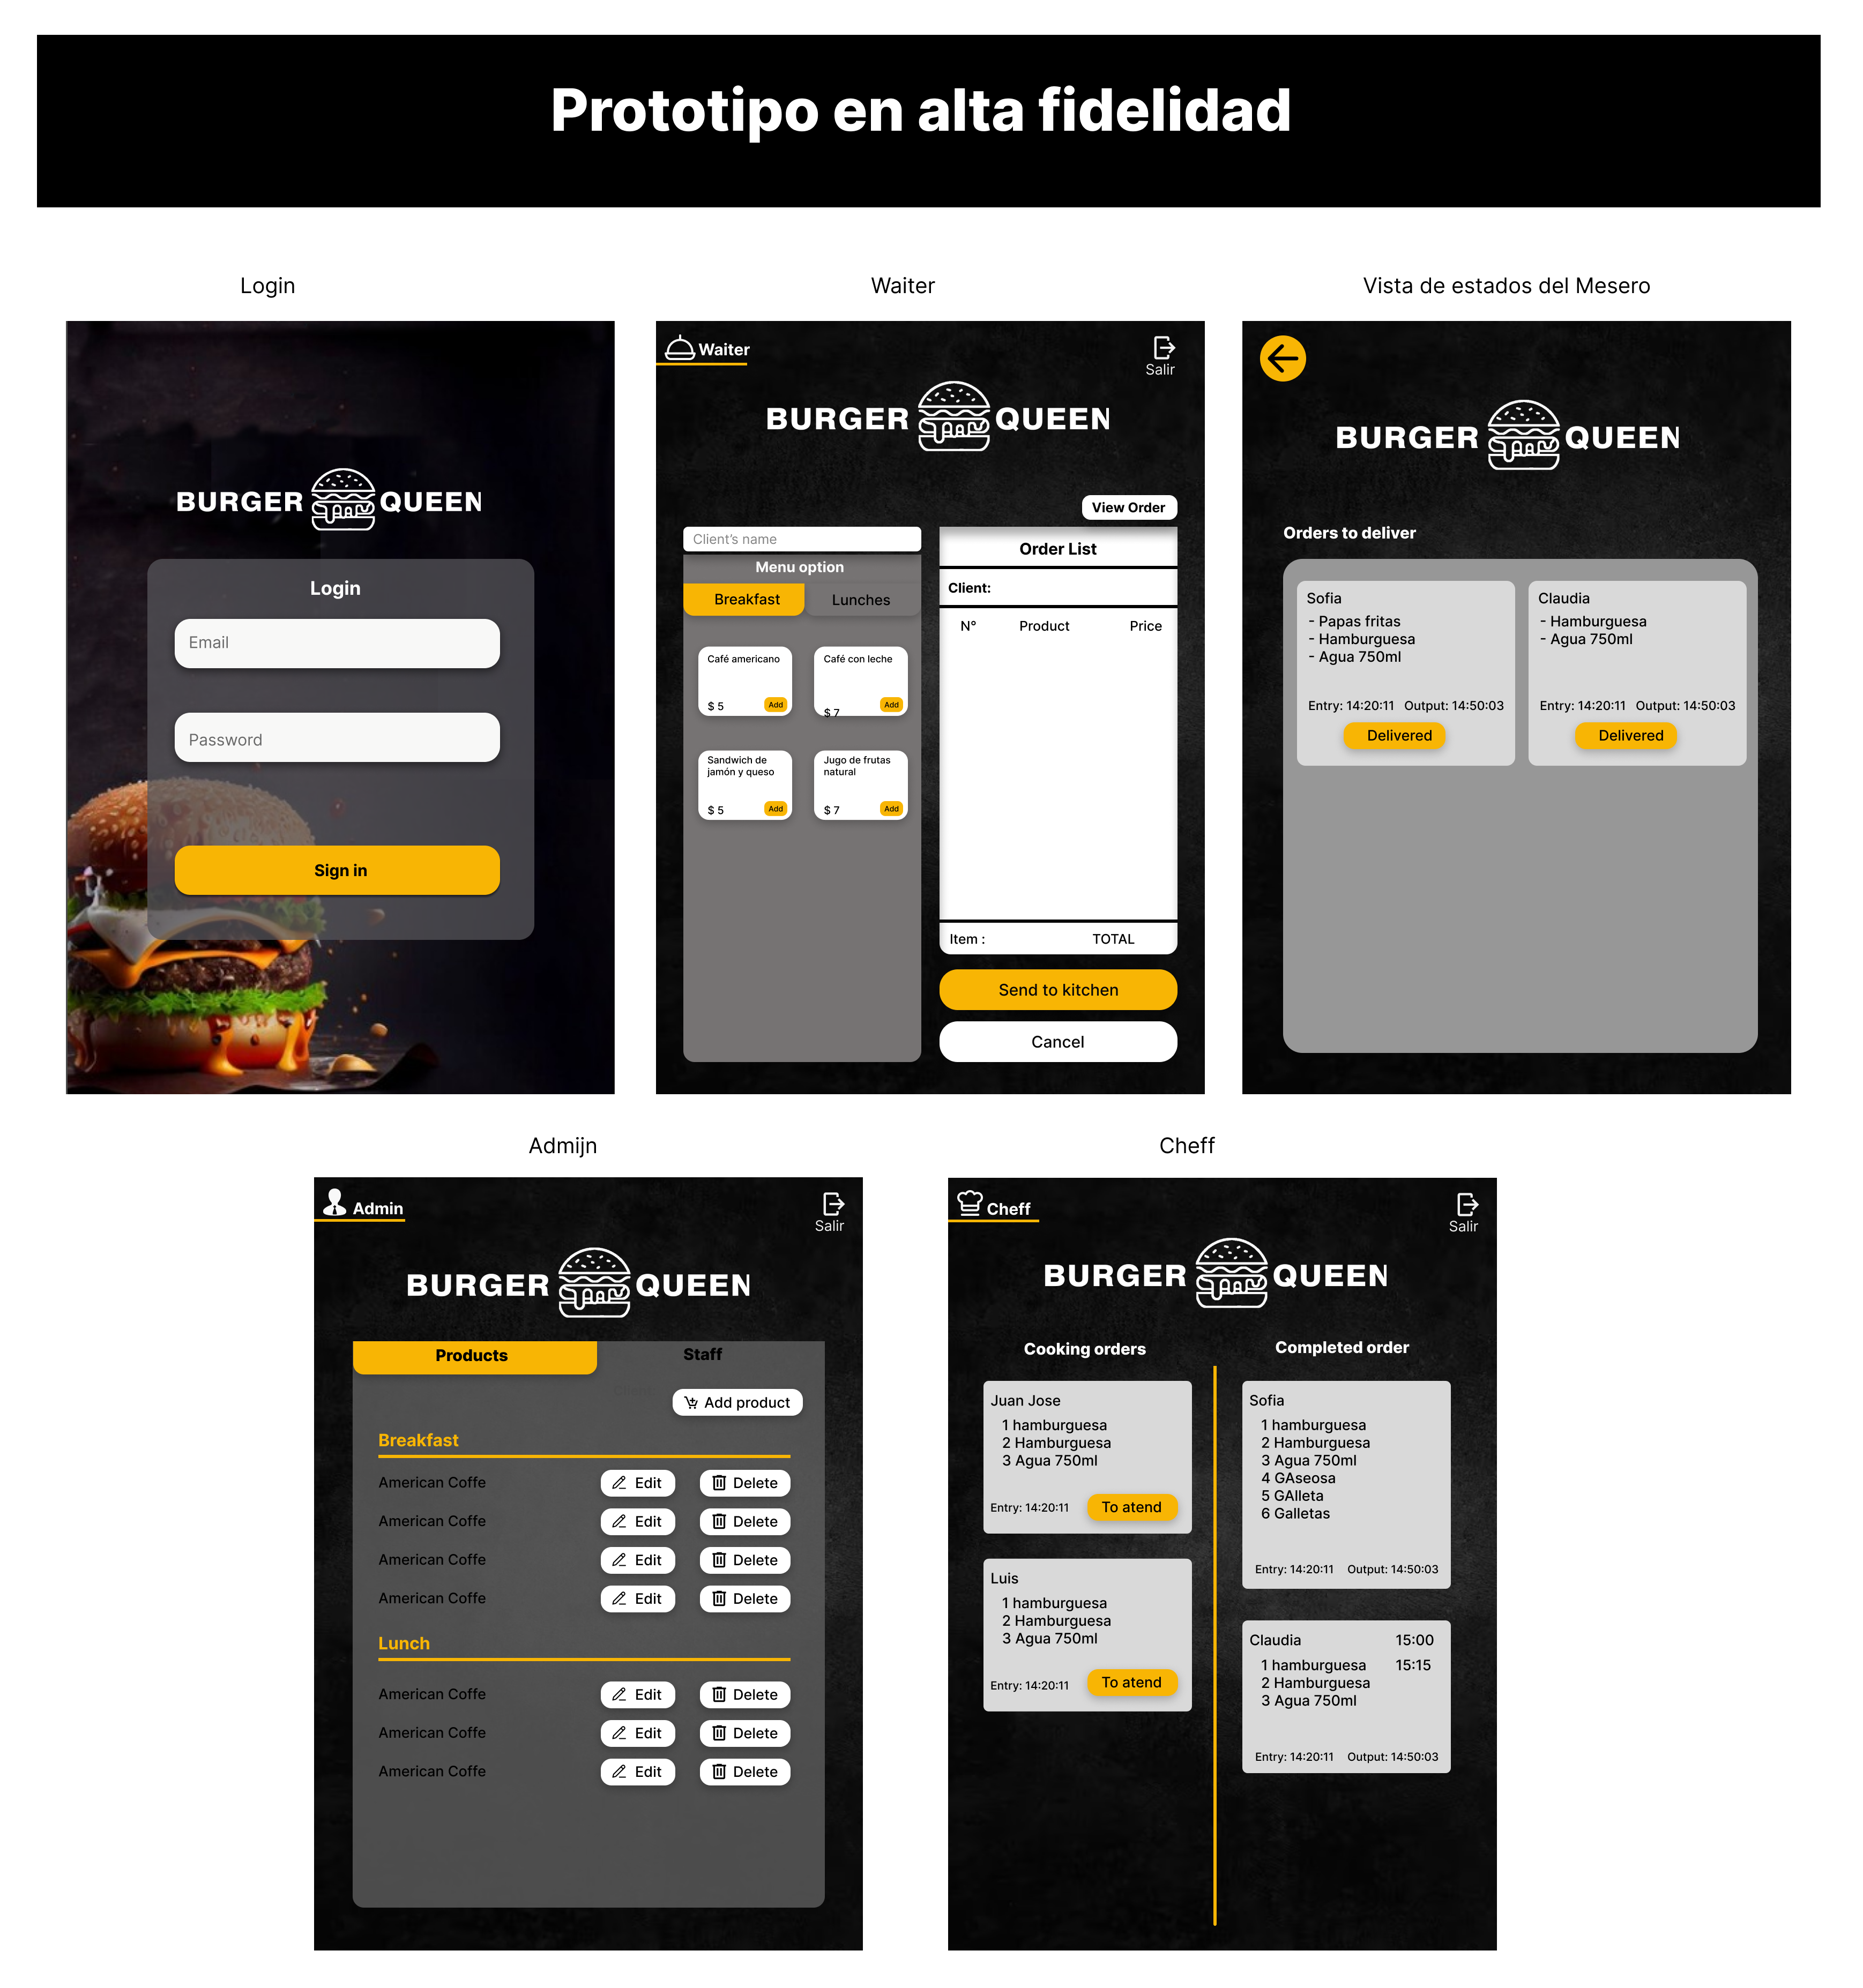 Prototipo en alta fidelidad
Login
Waiter
Vista de estados del Mesero
BURGER QUEEN
Login
Email
Password
Sign in
Waiter
Salir
BURGER QUEEN
View Order
Client's name
Menu option
Breakfast Lunches
Café americano
$ 5 Add
Café con leche
$ 7 Add
Sandwich de
jamón y queso
$ 5 Add
Jugo de frutas
natural
$ 7 Add
Order List
Client:
N° Product Price
Item : TOTAL
Send to kitchen
Cancel
BURGER QUEEN
Orders to deliver
Sofia
- Papas fritas
- Hamburguesa
- Agua 750ml
Entry: 14:20:11 Output: 14:50:03
Delivered
Claudia
- Hamburguesa
- Agua 750ml
Entry: 14:20:11 Output: 14:50:03
Delivered
Admijn
Cheff
Admin
Salir
BURGER QUEEN
Products Staff
Add product
Breakfast
American Coffe Edit Delete
American Coffe Edit Delete
American Coffe Edit Delete
American Coffe Edit Delete
Lunch
American Coffe Edit Delete
American Coffe Edit Delete
American Coffe Edit Delete
Cheff
Salir
BURGER QUEEN
Cooking orders
Juan Jose
1 hamburguesa
2 Hamburguesa
3 Agua 750ml
Entry: 14:20:11 To atend
Luis
1 hamburguesa
2 Hamburguesa
3 Agua 750ml
Entry: 14:20:11 To atend
Completed order
Sofia
1 hamburguesa
2 Hamburguesa
3 Agua 750ml
4 GAseosa
5 GAlleta
6 Galletas
Entry: 14:20:11 Output: 14:50:03
Claudia 15:00
1 hamburguesa 15:15
2 Hamburguesa
3 Agua 750ml
Entry: 14:20:11 Output: 14:50:03